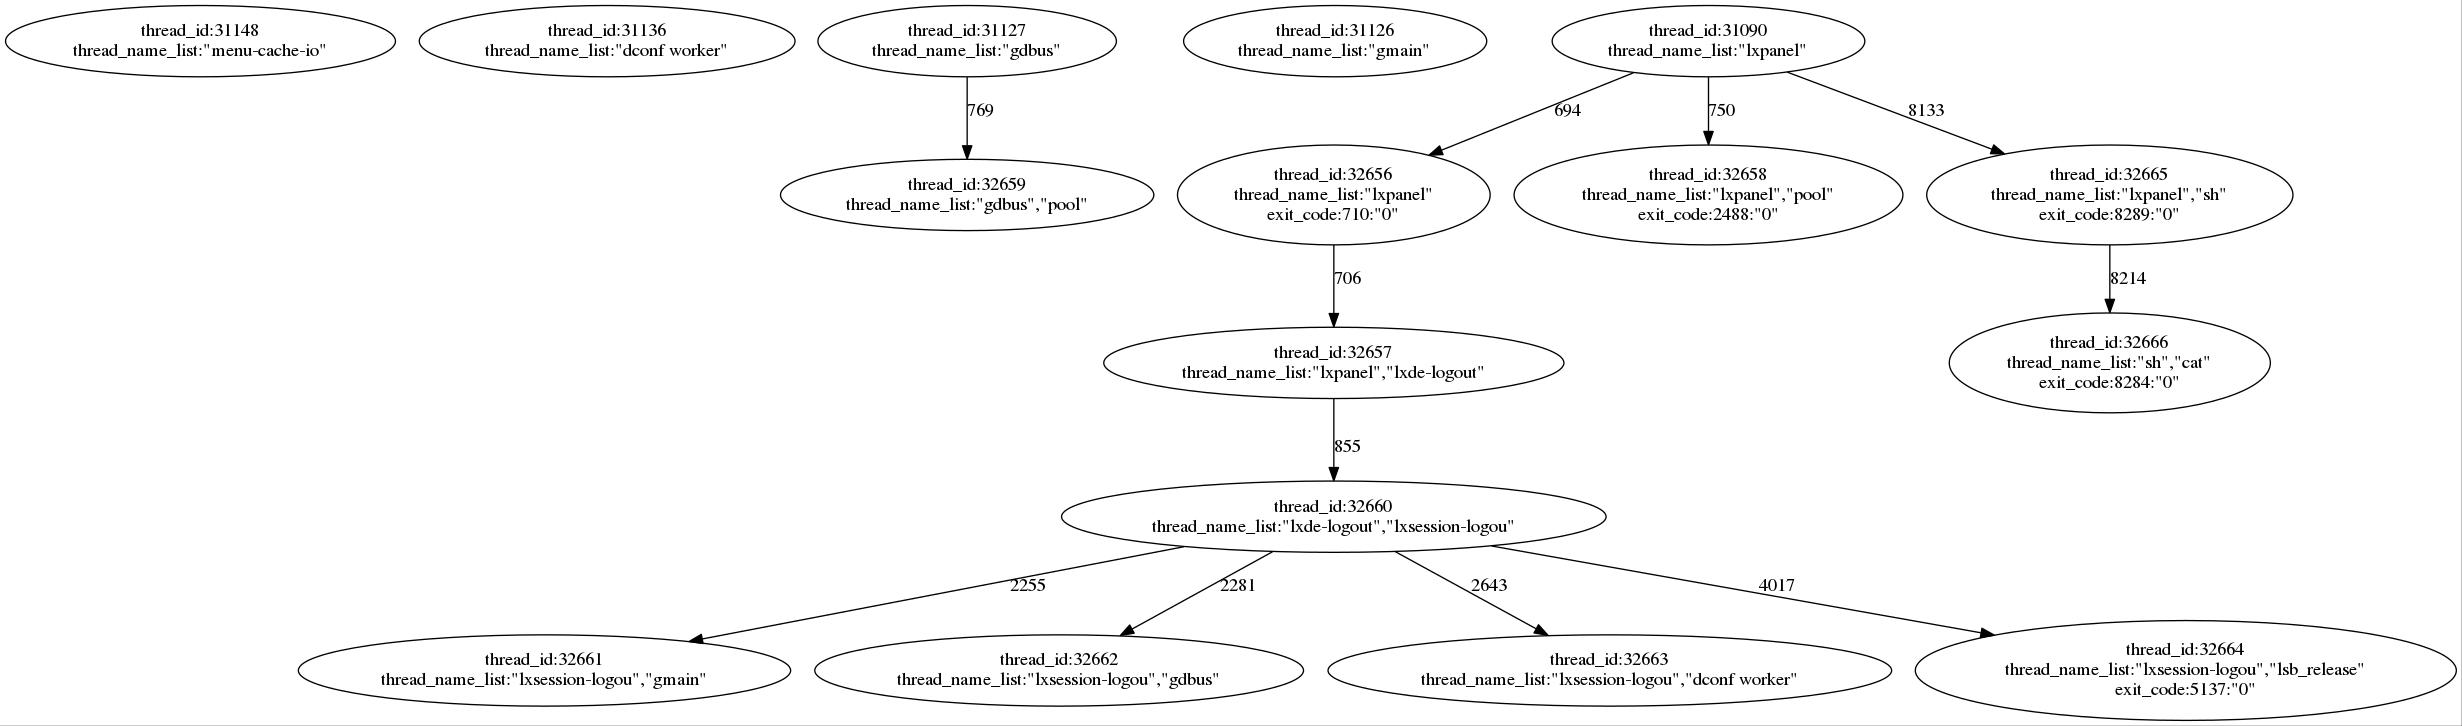 thread_id:31148
thread_name_list:"menu-cache-io"
thread_id:31136
thread_name_list:"dconf worker"
thread_id:31127
thread_name_list:"gdbus"
thread_id:31126
thread_name_list:"gmain"
thread_id:31090
thread_name_list:"lxpanel"
769
694
750
8133
thread_id:32659
thread_name_list:"gdbus","pool"
thread_id:32656
thread_name_list:"lxpanel"
exit_code:710:"0"
thread_id:32658
thread_name_list:"lxpanel","pool"
exit_code:2488:"0"
thread_id:32665
thread_name_list:"lxpanel","sh"
exit_code:8289:"0"
706
8214
thread_id:32657
thread_name_list:"lxpanel","lxde-logout"
thread_id:32666
thread_name_list:"sh","cat"
exit_code:8284:"0"
855
thread_id:32660
thread_name_list:"lxde-logout","lxsession-logou"
2255
2281
2643
4017
thread_id:32661
thread_name_list:"lxsession-logou","gmain"
thread_id:32662
thread_name_list:"lxsession-logou","gdbus"
thread_id:32663
thread_name_list:"lxsession-logou","dconf worker"
thread_id:32664
thread_name_list:"lxsession-logou","lsb_release"
exit_code:5137:"0"